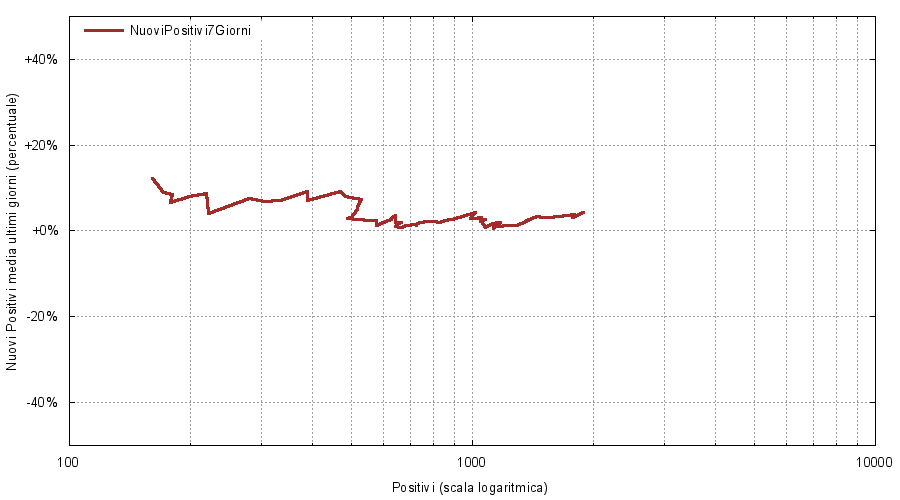 NuoviPositivi7Giorni
+40%
+20%
+0%
-20%
-40%
Nuovi Positivi media ultimi giorni (percentuale)
100
1000
10000
Positivi (scala logaritmica)